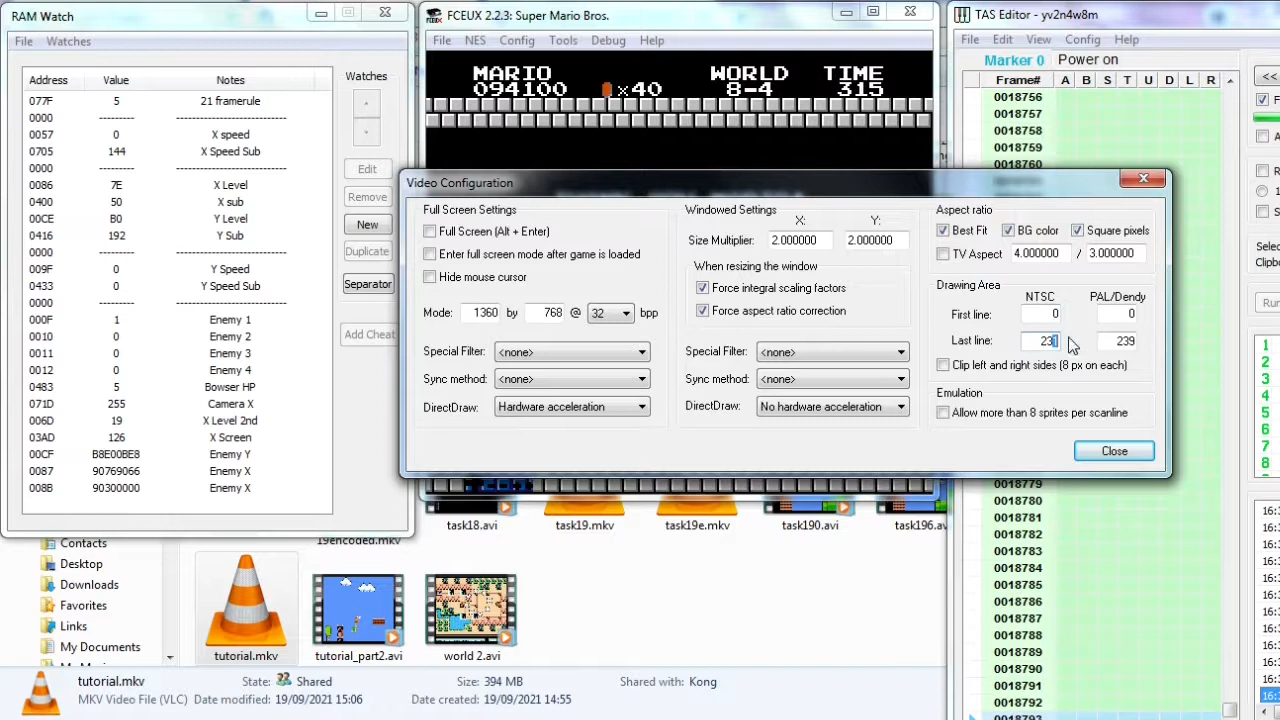 RAM Watch
File Watches
Address Value Notes
077F 5 21 framerule
0000 --------- ----------------------------
0057 0 X speed
0705 144 X Speed Sub
0000 --------- ----------------------------
0086 7E X Level
0400 50 X sub
00CE B0 Y Level
0416 192 Y Sub
0000 --------- ----------------------------
009F 0 Y Speed
0433 0 Y Speed Sub
0000 --------- ----------------------------
000F 1 Enemy 1
0010 0 Enemy 2
0011 0 Enemy 3
0012 0 Enemy 4
0483 5 Bowser HP
071D 255 Camera X
006D 19 X Level 2nd
03AD 126 X Screen
00CF B8E00BE8 Enemy Y
0087 90769066 Enemy X
008B 90300000 Enemy X
Watches
Edit
Remove
New
Duplicate
Separator
Add Cheat
FCEUX 2.2.3: Super Mario Bros.
File NES Config Tools Debug Help
MARIO WORLD TIME
094100 ×40 8-4 315
TAS Editor - yv2n4w8m
File Edit View Config Help
Marker 0 Power on
Frame# A B S T U D L R
0018756
0018757
0018758
0018759
0018760
Video Configuration
Full Screen Settings
Full Screen (Alt + Enter)
Enter full screen mode after game is loaded
Hide mouse cursor
Mode: 1360 by 768 @ 32 bpp
Special Filter: <none>
Sync method: <none>
DirectDraw: Hardware acceleration
Windowed Settings
X: Y:
Size Multiplier: 2.000000 2.000000
When resizing the window
Force integral scaling factors
Force aspect ratio correction
Special Filter: <none>
Sync method: <none>
DirectDraw: No hardware acceleration
Aspect ratio
Best Fit BG color Square pixels
TV Aspect 4.000000 / 3.000000
Drawing Area
NTSC PAL/Dendy
First line: 0 0
Last line: 231 239
Clip left and right sides (8 px on each)
Emulation
Allow more than 8 sprites per scanline
Close
0018779
0018780
0018781
0018782
0018783
0018784
0018785
0018786
0018787
0018788
0018789
0018790
0018791
0018792
0018793
<<
1
2
3
4
5
6
7
8
Contacts
Desktop
Downloads
Favorites
Links
My Documents
19encoded.mkv
task18.avi task19.mkv task19e.mkv task190.avi task196.avi
tutorial.mkv tutorial_part2.avi world 2.avi
tutorial.mkv State: Shared Size: 394 MB Shared with: Kong
MKV Video File (VLC) Date modified: 19/09/2021 15:06 Date created: 19/09/2021 14:55